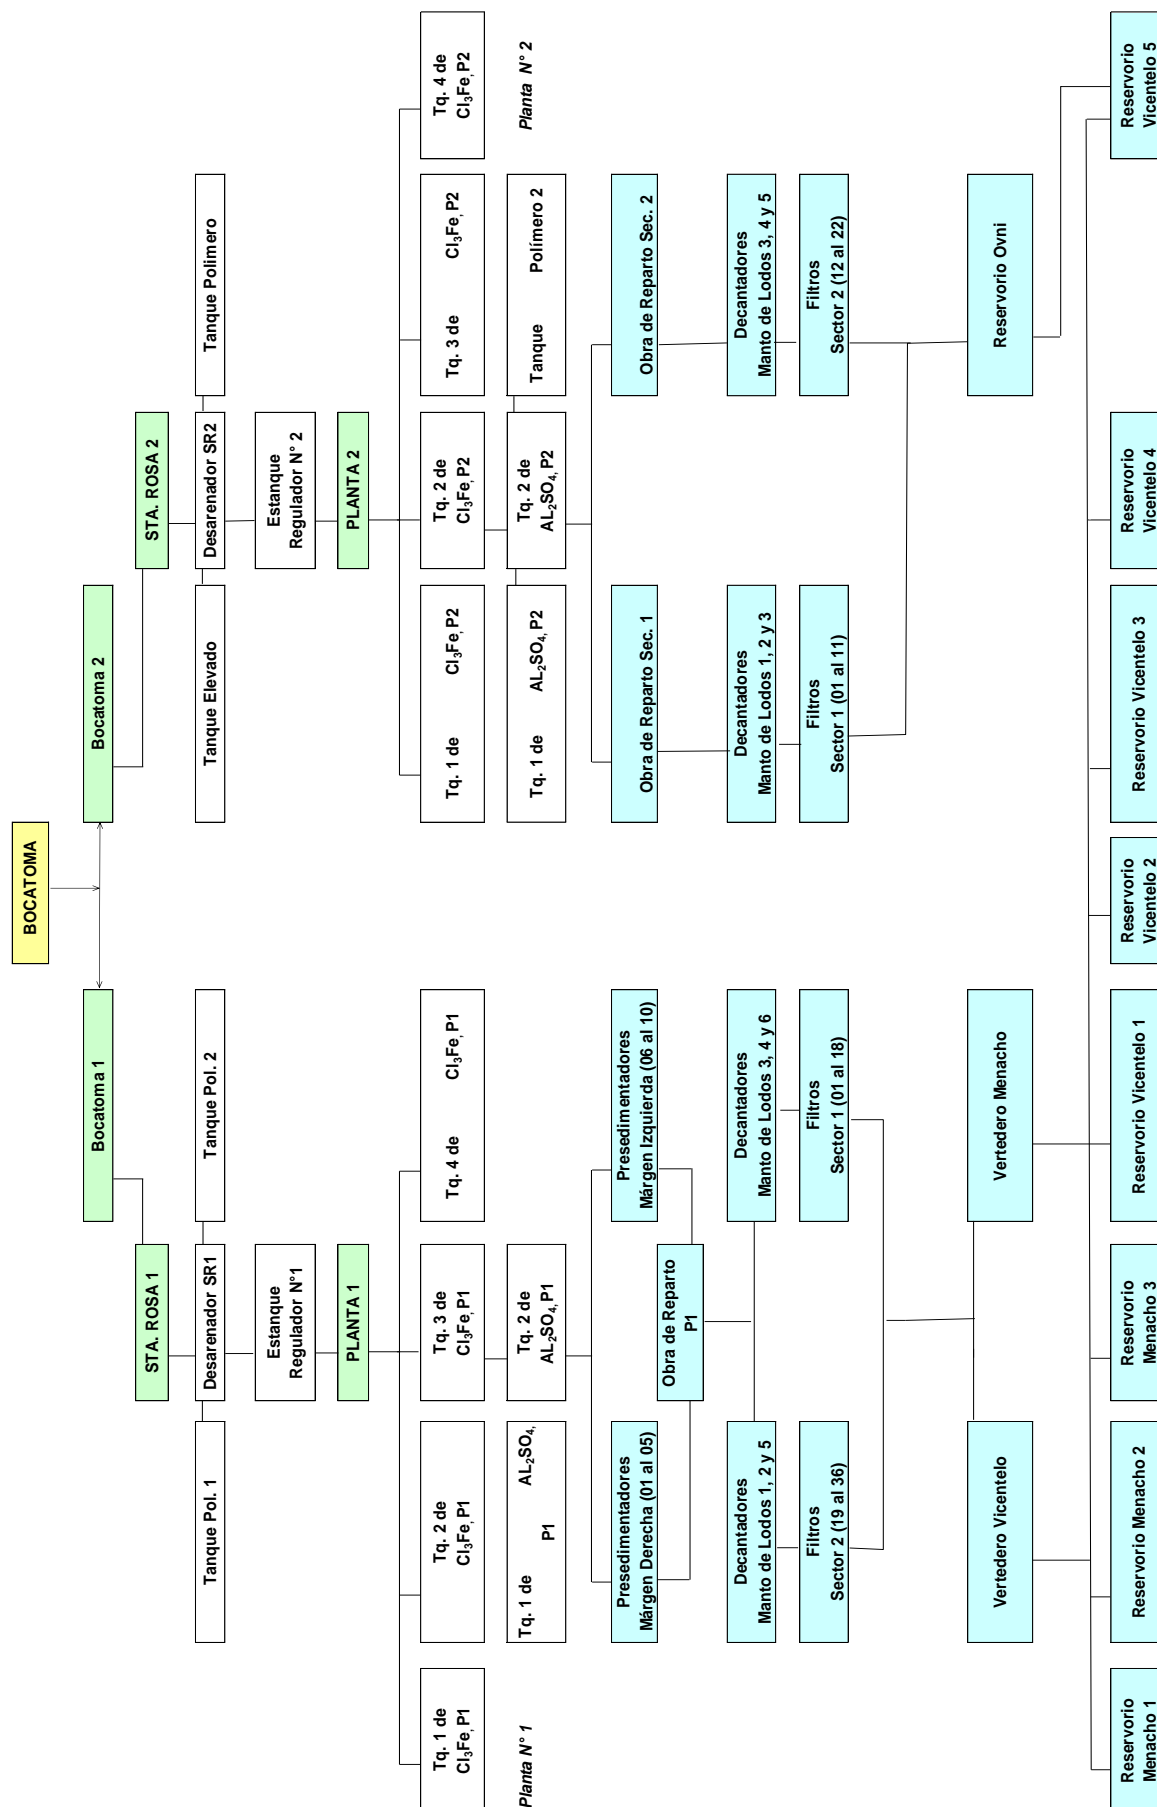 BOCATOMA
Bocatoma 1
Bocatoma 2
STA. ROSA 1
STA. ROSA 2
Tanque Pol. 1
Desarenador SR1
Tanque Pol. 2
Tanque Elevado
Desarenador SR2
Tanque Polimero
Estanque
Regulador N°1
Estanque
Regulador N° 2
PLANTA 1
PLANTA 2
Tq. 1 de
Cl₃Fe, P1
Tq. 2 de
Cl₃Fe, P1
Tq. 3 de
Cl₃Fe, P1
Tq. 4 de Cl₃Fe, P1
Tq. 1 de Cl₃Fe, P2
Tq. 2 de
Cl₃Fe, P2
Tq. 3 de Cl₃Fe, P2
Tq. 4 de
Cl₃Fe, P2
Planta N° 1
Tq. 1 de AL₂SO₄,
P1
Tq. 2 de
AL₂SO₄, P1
Tq. 1 de AL₂SO₄, P2
Tq. 2 de
AL₂SO₄, P2
Tanque Polímero 2
Planta N° 2
Presedimentadores
Márgen Derecha (01 al 05)
Presedimentadores
Márgen Izquierda (06 al 10)
Obra de Reparto Sec. 1
Obra de Reparto Sec. 2
Obra de Reparto
P1
Decantadores
Manto de Lodos 1, 2 y 5
Decantadores
Manto de Lodos 3, 4 y 6
Decantadores
Manto de Lodos 1, 2 y 3
Decantadores
Manto de Lodos 3, 4 y 5
Filtros
Sector 2 (19 al 36)
Filtros
Sector 1 (01 al 18)
Filtros
Sector 1 (01 al 11)
Filtros
Sector 2 (12 al 22)
Vertedero Vicentelo
Vertedero Menacho
Reservorio Ovni
Reservorio
Menacho 1
Reservorio Menacho 2
Reservorio
Menacho 3
Reservorio Vicentelo 1
Reservorio
Vicentelo 2
Reservorio Vicentelo 3
Reservorio
Vicentelo 4
Reservorio
Vicentelo 5